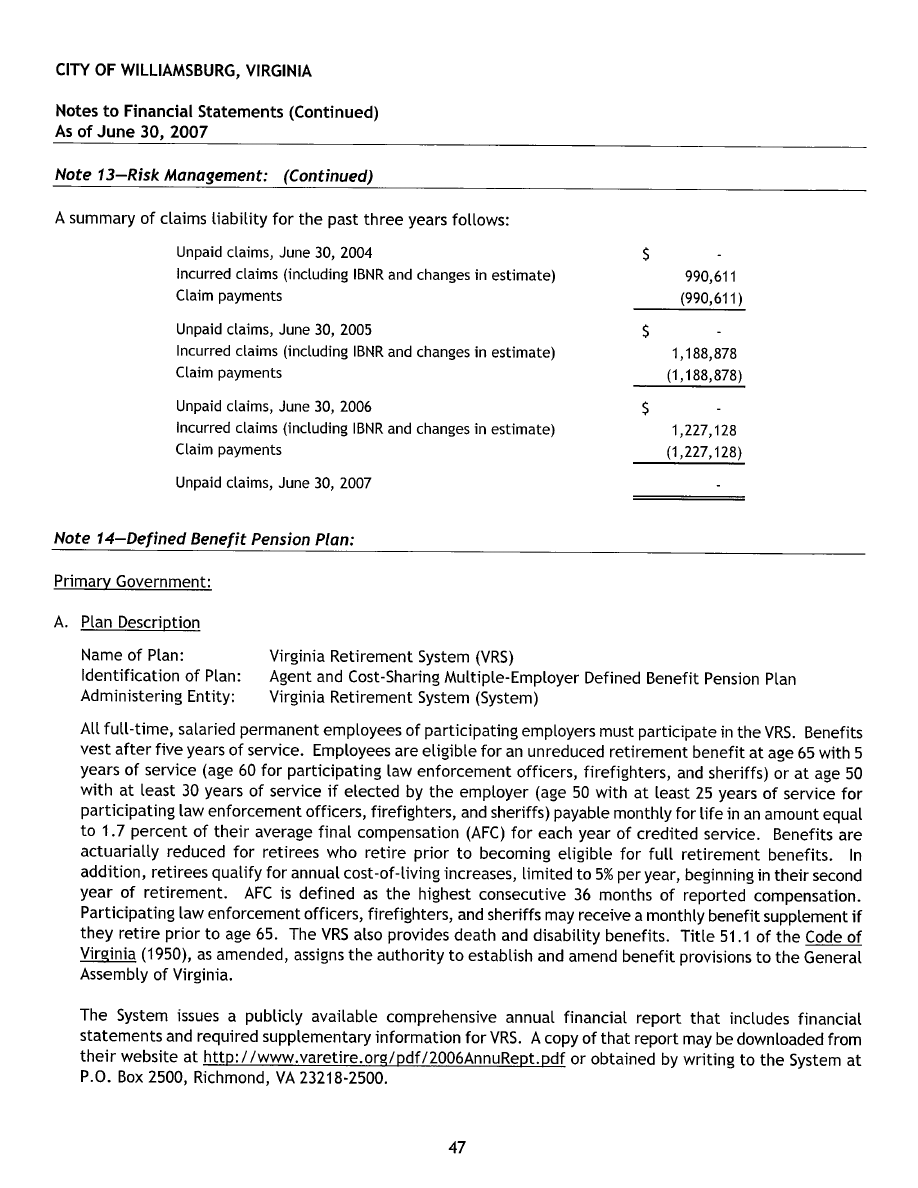 CITY OF WILLIAMSBURG, VIRGINIA
Notes to Financial Statements (Continued)
As of June 30, 2007
Note 13—Risk Management: (Continued)
A summary of claims liability for the past three years follows:
Unpaid claims, June 30, 2004 $ -
Incurred claims (including IBNR and changes in estimate) 990,611
Claim payments (990,611)
Unpaid claims, June 30, 2005 $ -
Incurred claims (including IBNR and changes in estimate) 1,188,878
Claim payments (1,188,878)
Unpaid claims, June 30, 2006 $ -
Incurred claims (including IBNR and changes in estimate) 1,227,128
Claim payments (1,227,128)
Unpaid claims, June 30, 2007 -
Note 14—Defined Benefit Pension Plan:
Primary Government:
A. Plan Description
Name of Plan: Virginia Retirement System (VRS)
Identification of Plan: Agent and Cost-Sharing Multiple-Employer Defined Benefit Pension Plan
Administering Entity: Virginia Retirement System (System)
All full-time, salaried permanent employees of participating employers must participate in the VRS. Benefits
vest after five years of service. Employees are eligible for an unreduced retirement benefit at age 65 with 5
years of service (age 60 for participating law enforcement officers, firefighters, and sheriffs) or at age 50
with at least 30 years of service if elected by the employer (age 50 with at least 25 years of service for
participating law enforcement officers, firefighters, and sheriffs) payable monthly for life in an amount equal
to 1.7 percent of their average final compensation (AFC) for each year of credited service. Benefits are
actuarially reduced for retirees who retire prior to becoming eligible for full retirement benefits. In
addition, retirees qualify for annual cost-of-living increases, limited to 5% per year, beginning in their second
year of retirement. AFC is defined as the highest consecutive 36 months of reported compensation.
Participating law enforcement officers, firefighters, and sheriffs may receive a monthly benefit supplement if
they retire prior to age 65. The VRS also provides death and disability benefits. Title 51.1 of the Code of
Virginia (1950), as amended, assigns the authority to establish and amend benefit provisions to the General
Assembly of Virginia.
The System issues a publicly available comprehensive annual financial report that includes financial
statements and required supplementary information for VRS. A copy of that report may be downloaded from
their website at http://www.varetire.org/pdf/2006AnnuRept.pdf or obtained by writing to the System at
P.O. Box 2500, Richmond, VA 23218-2500.
47